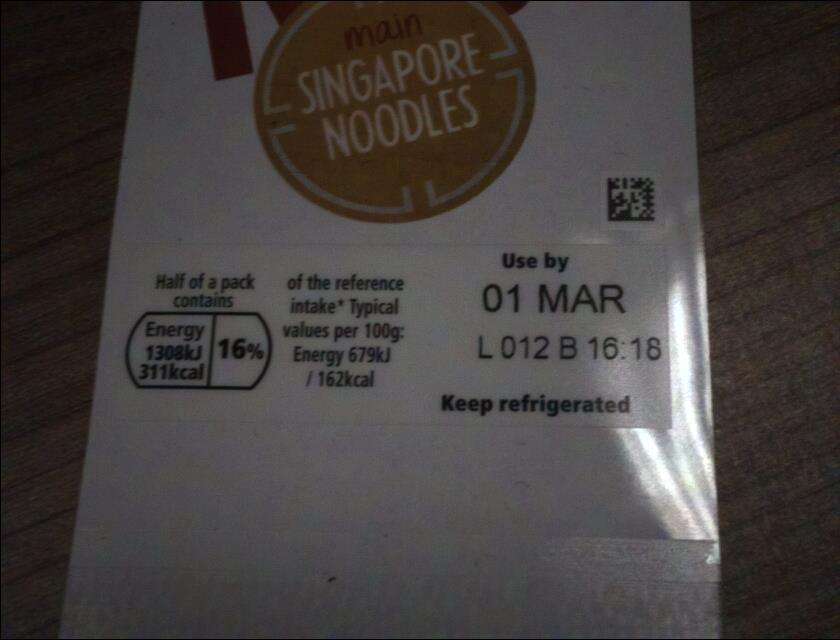 main
SINGAPORE
NOODLES
Half of a pack
contains
Energy
1308kJ
311kcal
16%
of the reference
intake* Typical
values per 100g:
Energy 679kJ
/ 162kcal
Use by
01 MAR
L 012 B 16:18
Keep refrigerated